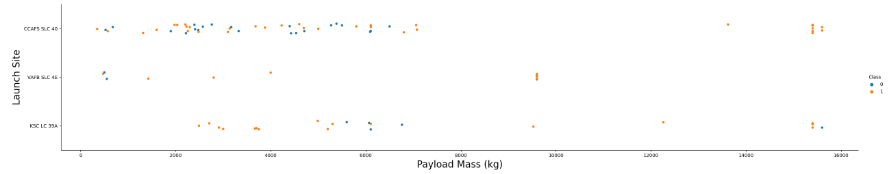 CCAFS SLC 40
VAFB SLC 4E
KSC LC 39A
Launch Site
0
2000
4000
6000
8000
10000
12000
14000
16000
Payload Mass (kg)
Class
0
1